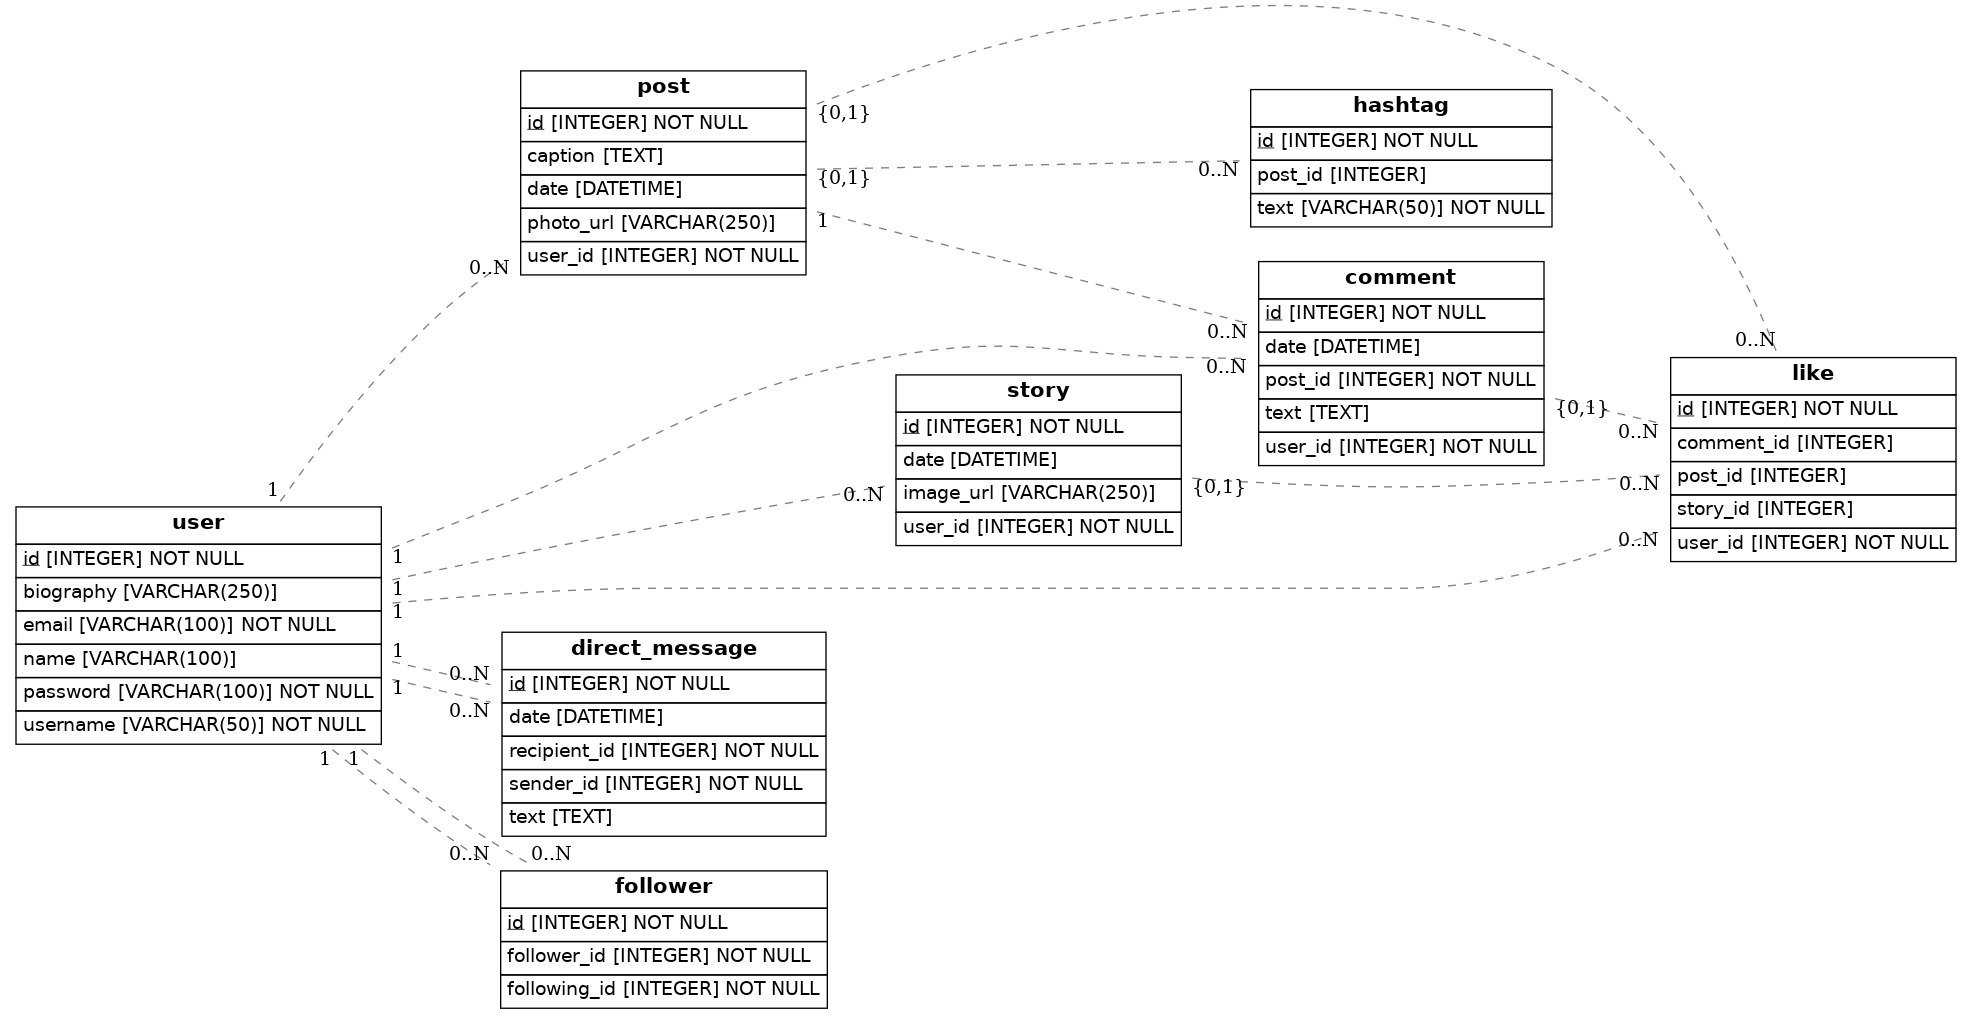 post
id [INTEGER] NOT NULL
caption [TEXT]
date [DATETIME]
photo_url [VARCHAR(250)]
user_id [INTEGER] NOT NULL
{0,1}
{0,1}
1
0..N
hashtag
id [INTEGER] NOT NULL
post_id [INTEGER]
text [VARCHAR(50)] NOT NULL
0..N
comment
id [INTEGER] NOT NULL
date [DATETIME]
post_id [INTEGER] NOT NULL
text [TEXT]
user_id [INTEGER] NOT NULL
0..N
0..N
{0,1}
story
id [INTEGER] NOT NULL
date [DATETIME]
image_url [VARCHAR(250)]
user_id [INTEGER] NOT NULL
0..N
{0,1}
like
id [INTEGER] NOT NULL
comment_id [INTEGER]
post_id [INTEGER]
story_id [INTEGER]
user_id [INTEGER] NOT NULL
0..N
0..N
0..N
0..N
user
id [INTEGER] NOT NULL
biography [VARCHAR(250)]
email [VARCHAR(100)] NOT NULL
name [VARCHAR(100)]
password [VARCHAR(100)] NOT NULL
username [VARCHAR(50)] NOT NULL
1
1
1
1
1
1
1
1
direct_message
id [INTEGER] NOT NULL
date [DATETIME]
recipient_id [INTEGER] NOT NULL
sender_id [INTEGER] NOT NULL
text [TEXT]
0..N
0..N
follower
id [INTEGER] NOT NULL
follower_id [INTEGER] NOT NULL
following_id [INTEGER] NOT NULL
0..N
0..N